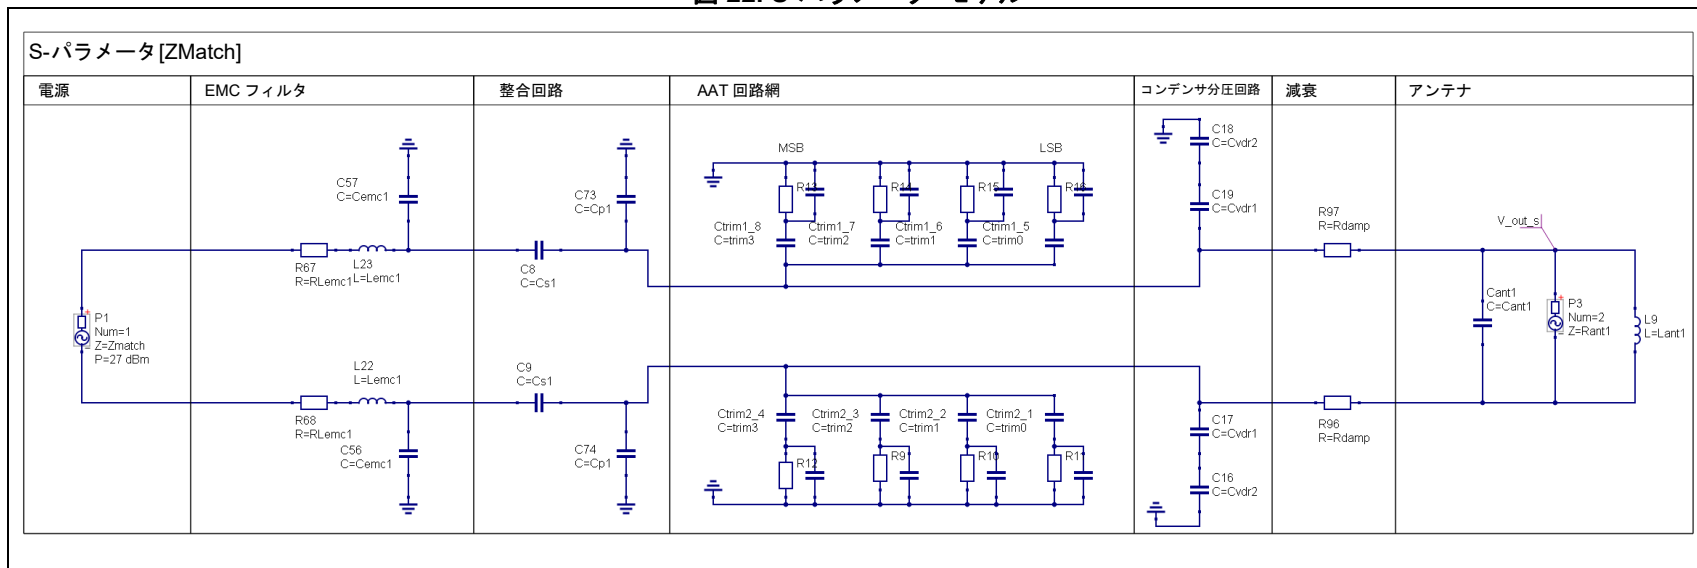 S-パラメータ[ZMatch]
電源
EMC フィルタ
整合回路
AAT 回路網
コンデンサ分圧回路
減衰
アンテナ
P1
Num=1
Z=Zmatch
P=27 dBm
C57
C=Cemc1
R67
R=RLemc1
L23
L=Lemc1
L22
L=Lemc1
R68
R=RLemc1
C56
C=Cemc1
C73
C=Cp1
C8
C=Cs1
C9
C=Cs1
C74
C=Cp1
MSB
LSB
R13
R14
R15
R16
Ctrim1_8
C=trim3
Ctrim1_7
C=trim2
Ctrim1_6
C=trim1
Ctrim1_5
C=trim0
Ctrim2_4
C=trim3
Ctrim2_3
C=trim2
Ctrim2_2
C=trim1
Ctrim2_1
C=trim0
R12
R9
R10
R11
C18
C=Cvdr2
C19
C=Cvdr1
C17
C=Cvdr1
C16
C=Cvdr2
R97
R=Rdamp
R96
R=Rdamp
V_out_s
Cant1
C=Cant1
P3
Num=2
Z=Rant1
L9
L=Lant1